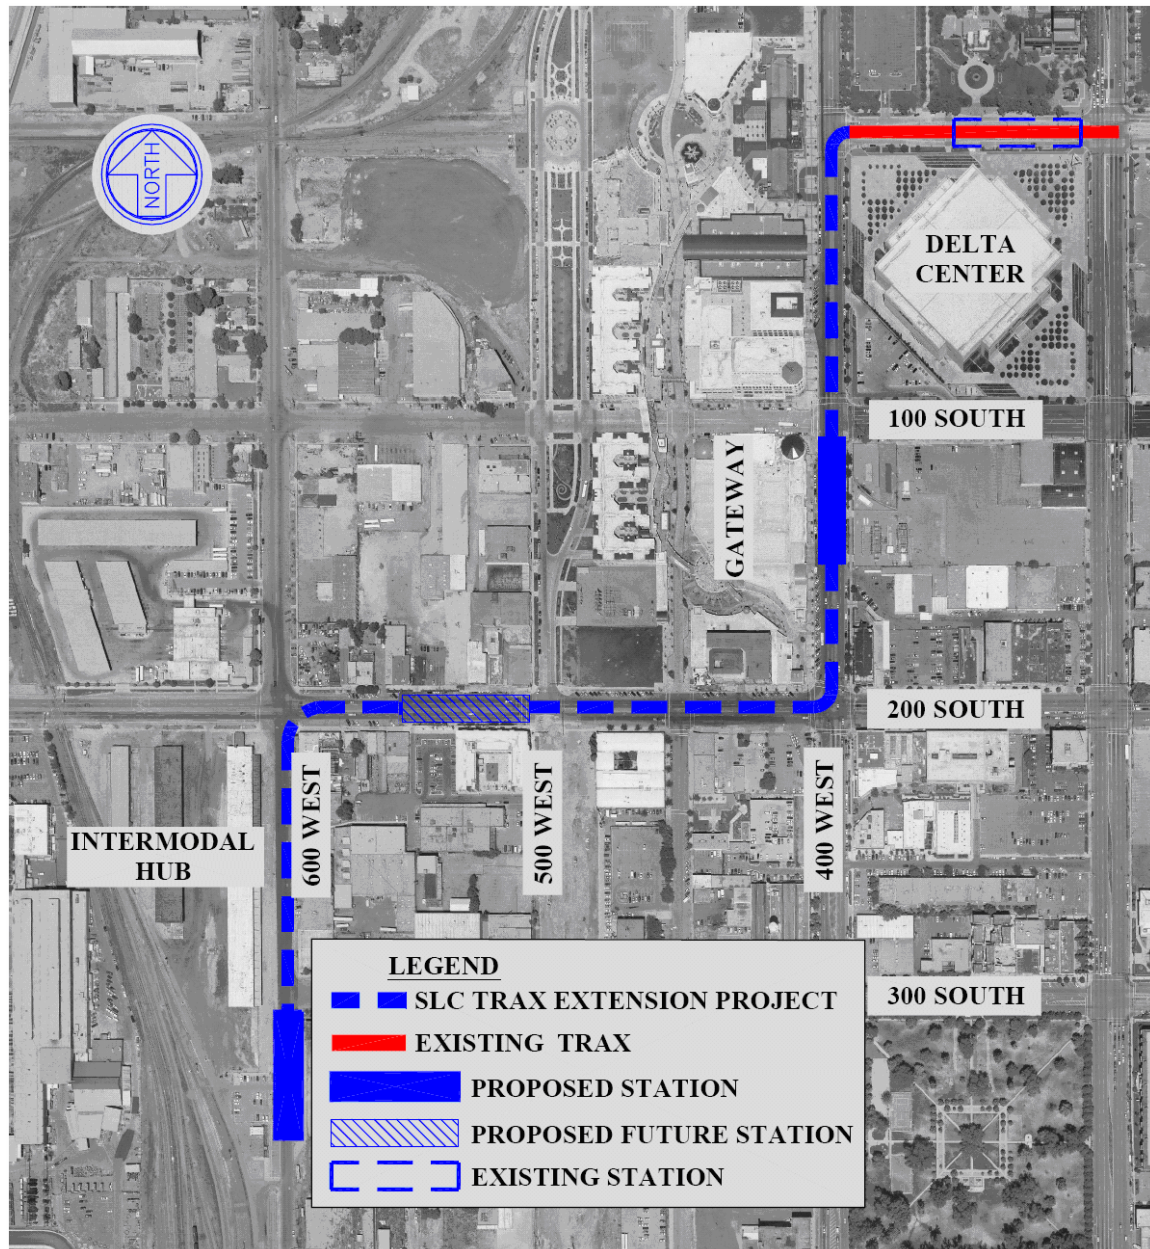 NORTH
DELTA
CENTER
100 SOUTH
GATEWAY
200 SOUTH
600 WEST
500 WEST
400 WEST
INTERMODAL
HUB
300 SOUTH
LEGEND
SLC TRAX EXTENSION PROJECT
EXISTING TRAX
PROPOSED STATION
PROPOSED FUTURE STATION
EXISTING STATION